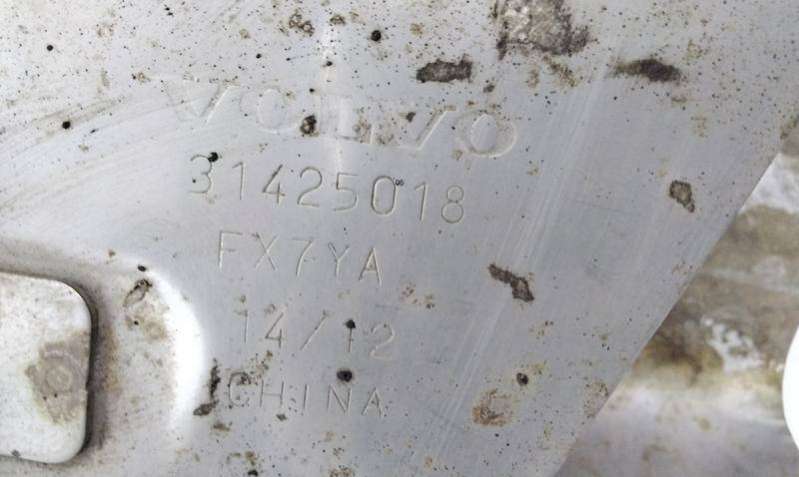 VOLVO
31425018
FX7YA
14/12
CHINA